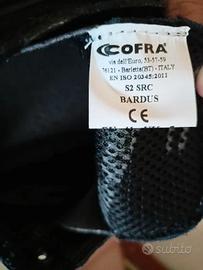 COFRA
via dell'Euro, 53-57-59
76121 - Barletta(BT) - ITALY
EN ISO 20345:2011
S2 SRC
BARDUS
CE
subito